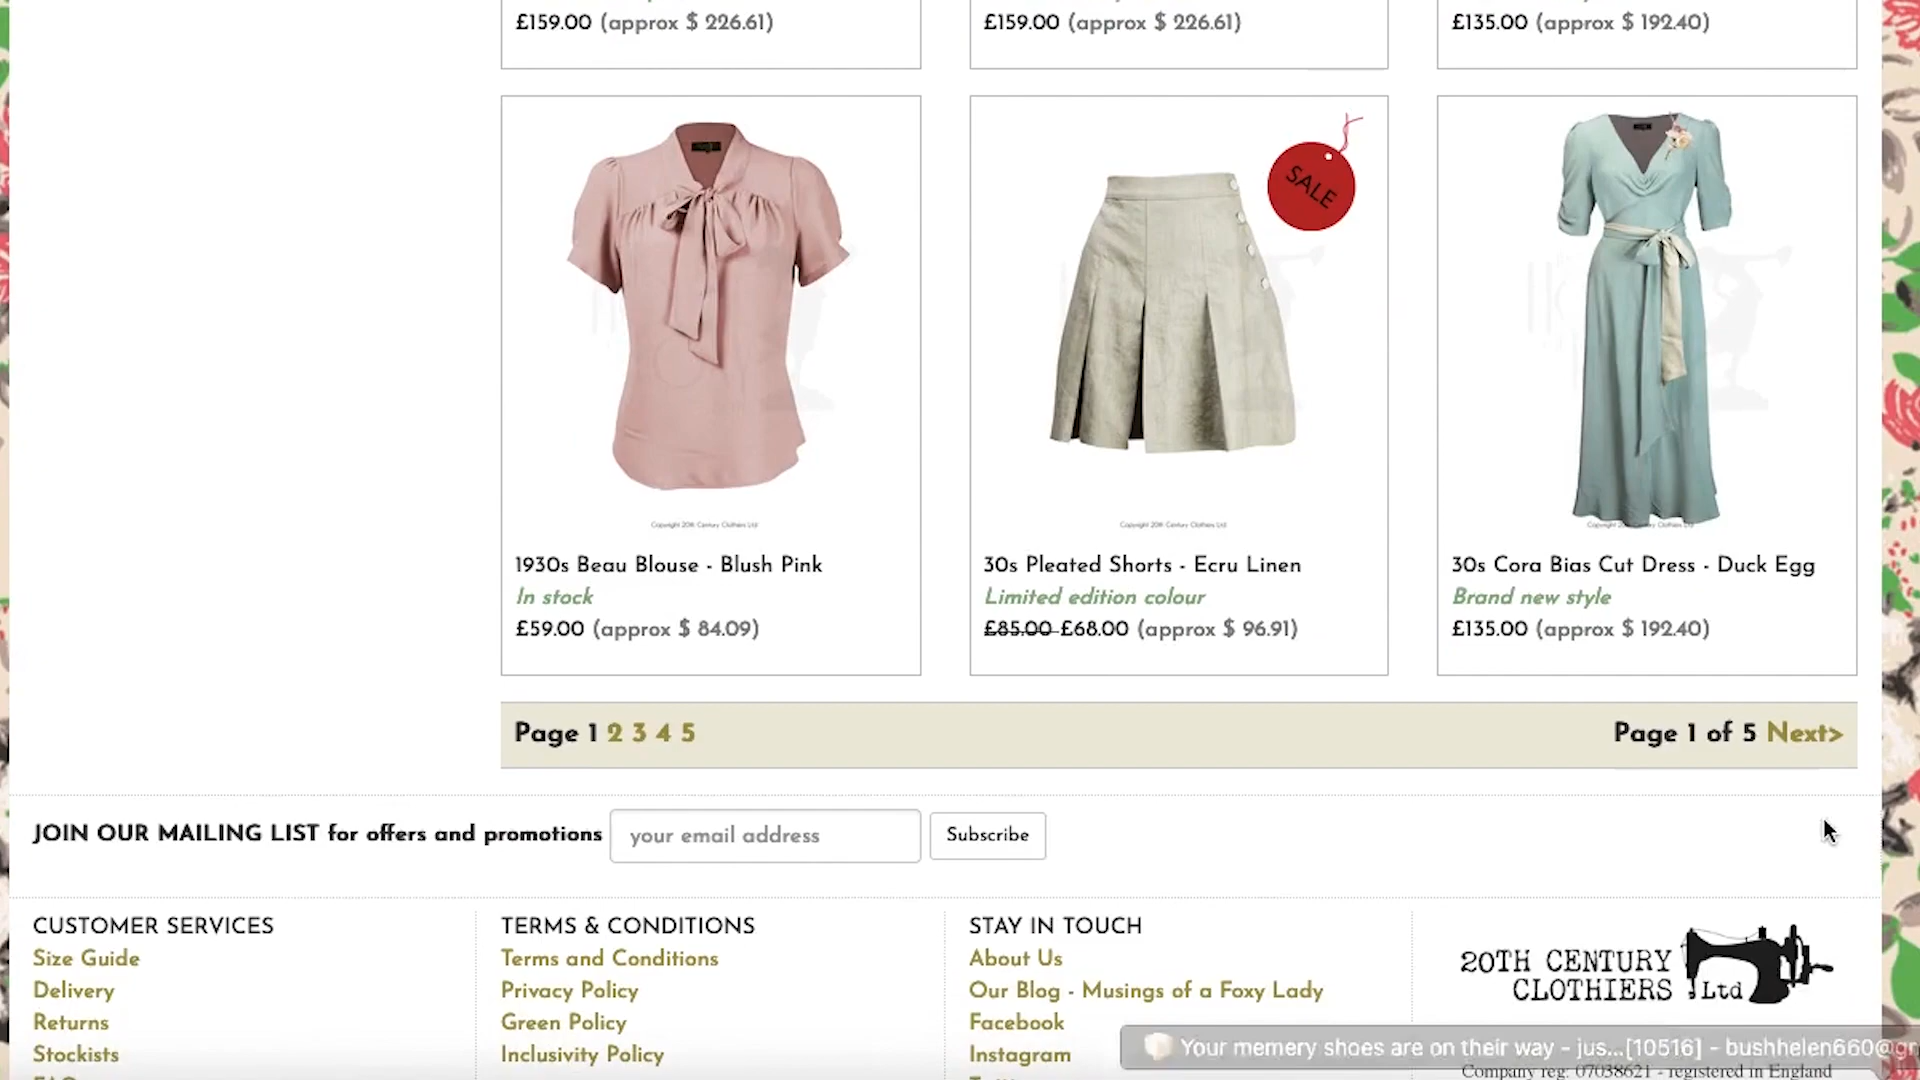 £159.00 (approx $ 226.61)
£159.00 (approx $ 226.61)
£135.00 (approx $ 192.40)
SALE
Copyright 20th Century Clothiers Ltd
Copyright 20th Century Clothiers Ltd
Copyright 20th Century Clothiers Ltd
1930s Beau Blouse - Blush Pink
In stock
£59.00 (approx $ 84.09)
30s Pleated Shorts - Ecru Linen
Limited edition colour
£85.00 £68.00 (approx $ 96.91)
30s Cora Bias Cut Dress - Duck Egg
Brand new style
£135.00 (approx $ 192.40)
Page 1 2 3 4 5
Page 1 of 5 Next>
JOIN OUR MAILING LIST for offers and promotions
your email address
Subscribe
CUSTOMER SERVICES
Size Guide
Delivery
Returns
Stockists
TERMS & CONDITIONS
Terms and Conditions
Privacy Policy
Green Policy
Inclusivity Policy
STAY IN TOUCH
About Us
Our Blog - Musings of a Foxy Lady
Facebook
Instagram
20TH CENTURY
CLOTHIERS Ltd
Your memery shoes are on their way - jus...[10516] - bushhelen660@g
Company reg: 07038621 - registered in England